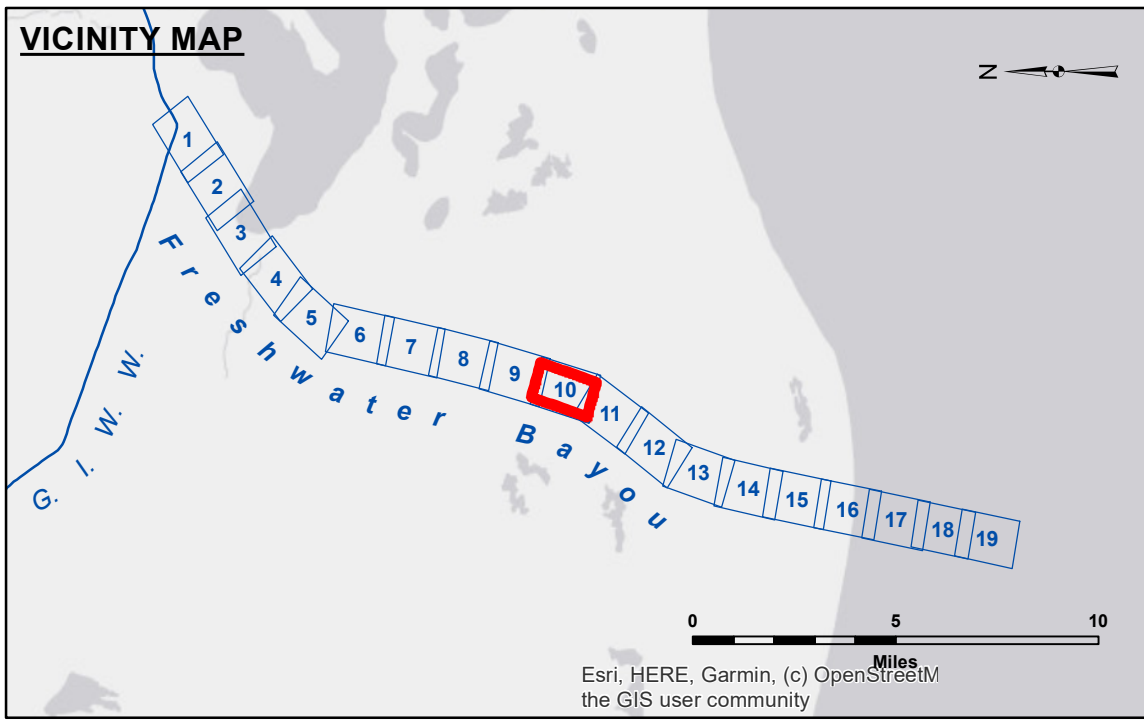 VICINITY MAP
Z
1
2
3
4
5
6
7
8
9
10
11
12
13
14
15
16
17
18
19
Freshwater Bayou
G. I. W. W.
0 5 10
Miles
Esri, HERE, Garmin, (c) OpenStreetM
the GIS user community